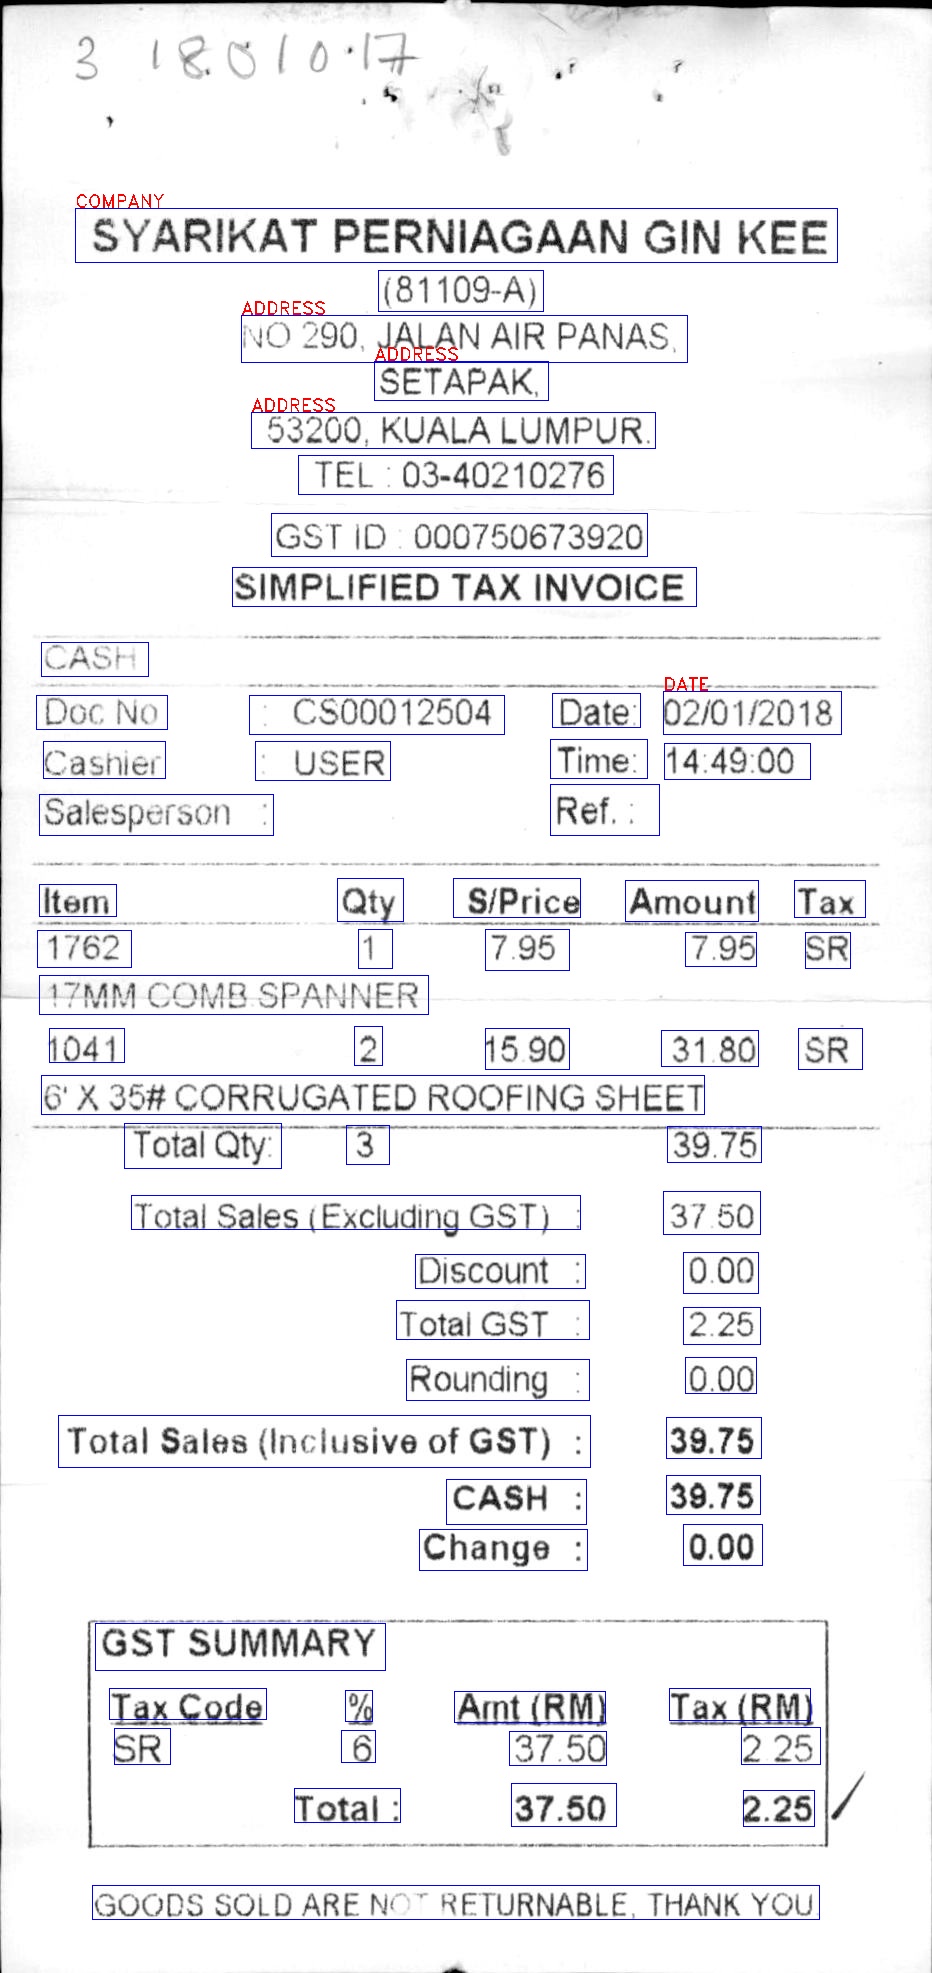 3 18.010.17
COMPANY
SYARIKAT PERNIAGAAN GIN KEE
(81109-A)
ADDRESS
NO 290, JALAN AIR PANAS,
ADDRESS
SETAPAK,
ADDRESS
53200, KUALA LUMPUR.
TEL : 03-40210276
GST ID : 000750673920
SIMPLIFIED TAX INVOICE
CASH
DATE
Doc No : CS00012504 Date: 02/01/2018
Cashier : USER Time: 14:49:00
Salesperson : Ref. :
Item Qty S/Price Amount Tax
1762 1 7.95 7.95 SR
17MM COMB SPANNER
1041 2 15.90 31.80 SR
6' X 35# CORRUGATED ROOFING SHEET
Total Qty: 3 39.75
Total Sales (Excluding GST) : 37.50
Discount : 0.00
Total GST : 2.25
Rounding : 0.00
Total Sales (Inclusive of GST) : 39.75
CASH : 39.75
Change : 0.00
GST SUMMARY
Tax Code % Amt (RM) Tax (RM)
SR 6 37.50 2.25
Total : 37.50 2.25
GOODS SOLD ARE NOT RETURNABLE, THANK YOU.